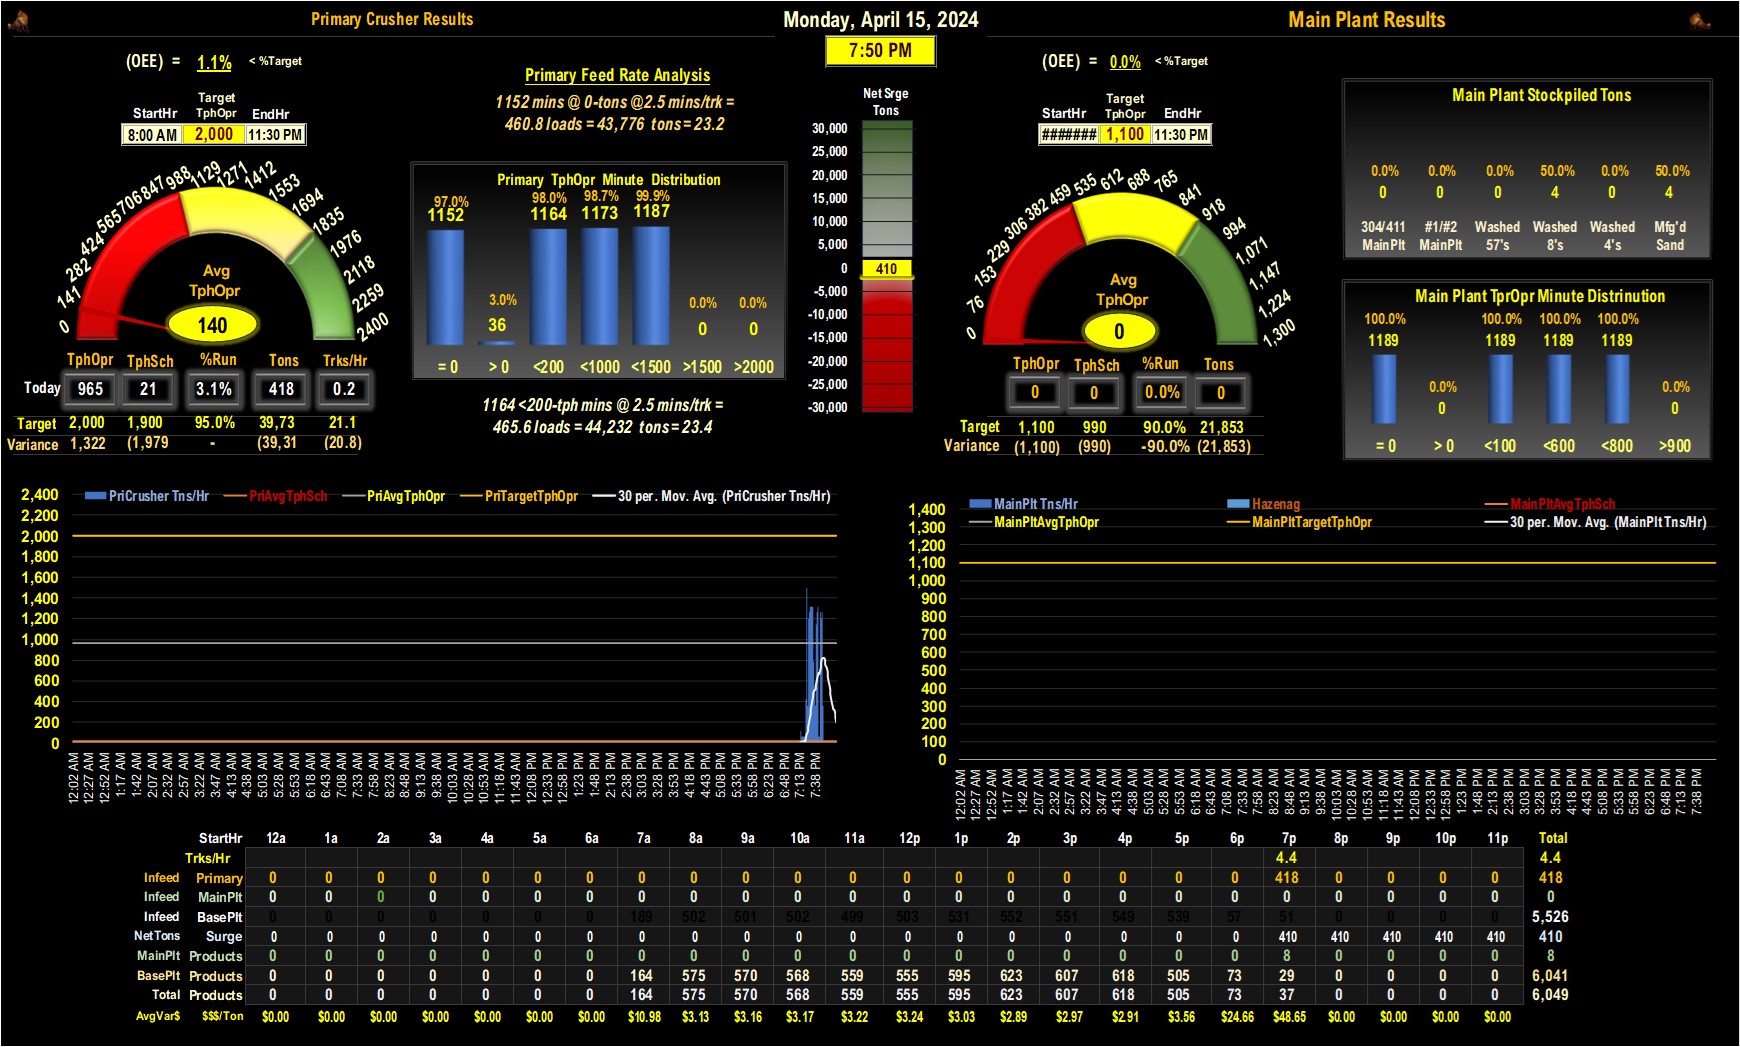 Primary Crusher Results
Monday, April 15, 2024
Main Plant Results
7:50 PM
(OEE) = 1.1% < %Target
Target
StartHr TphOpr EndHr
8:00 AM 2,000 11:30 PM
0 141 282 424 565 706 847 988 1129 1271 1412 1553 1694 1835 1976 2118 2259 2400
Avg
TphOpr
140
TphOpr TphSch %Run Tons Trks/Hr
Today 965 21 3.1% 418 0.2
Target 2,000 1,900 95.0% 39,73 21.1
Variance 1,322 (1,979 - (39,31 (20.8)
Primary Feed Rate Analysis
1152 mins @ 0-tons @2.5 mins/trk =
460.8 loads = 43,776 tons = 23.2
Primary TphOpr Minute Distribution
97.0% 3.0% 98.0% 98.7% 99.9% 0.0% 0.0%
1152 36 1164 1173 1187 0 0
= 0 > 0 <200 <1000 <1500 >1500 >2000
1164 <200-tph mins @ 2.5 mins/trk =
465.6 loads = 44,232 tons = 23.4
Net Srge
Tons
30,000
25,000
20,000
15,000
10,000
5,000
0 410
-5,000
-10,000
-15,000
-20,000
-25,000
-30,000
(OEE) = 0.0% < %Target
Target
StartHr TphOpr EndHr
####### 1,100 11:30 PM
0 76 153 229 306 382 459 535 612 688 765 841 918 994 1,071 1,147 1,224 1,300
Avg
TphOpr
0
TphOpr TphSch %Run Tons
0 0 0.0% 0
Target 1,100 990 90.0% 21,853
Variance (1,100) (990) -90.0% (21,853)
Main Plant Stockpiled Tons
0.0% 0.0% 0.0% 50.0% 0.0% 50.0%
0 0 0 4 0 4
304/411 #1/#2 Washed Washed Washed Mfg'd
MainPlt MainPlt 57's 8's 4's Sand
Main Plant TprOpr Minute Distrinution
100.0% 0.0% 100.0% 100.0% 100.0% 0.0%
1189 0 1189 1189 1189 0
= 0 > 0 <100 <600 <800 >900
PriCrusher Tns/Hr PriAvgTphSch PriAvgTphOpr PriTargetTphOpr 30 per. Mov. Avg. (PriCrusher Tns/Hr)
2,400
2,200
2,000
1,800
1,600
1,400
1,200
1,000
800
600
400
200
0
12:02 AM 12:27 AM 12:52 AM 1:17 AM 1:42 AM 2:07 AM 2:32 AM 2:57 AM 3:22 AM 3:47 AM 4:13 AM 4:38 AM 5:03 AM 5:28 AM 5:53 AM 6:18 AM 6:43 AM 7:08 AM 7:33 AM 7:58 AM 8:23 AM 8:48 AM 9:13 AM 9:38 AM 10:03 AM 10:28 AM 10:53 AM 11:18 AM 11:43 AM 12:08 PM 12:33 PM 12:58 PM 1:23 PM 1:48 PM 2:13 PM 2:38 PM 3:03 PM 3:28 PM 3:53 PM 4:18 PM 4:43 PM 5:08 PM 5:33 PM 5:58 PM 6:23 PM 6:48 PM 7:13 PM 7:38 PM
MainPlt Tns/Hr Hazenag MainPltAvgTphSch
MainPltAvgTphOpr MainPltTargetTphOpr 30 per. Mov. Avg. (MainPlt Tns/Hr)
1,400
1,300
1,200
1,100
1,000
900
800
700
600
500
400
300
200
100
0
12:02 AM 12:27 AM 12:52 AM 1:17 AM 1:42 AM 2:07 AM 2:32 AM 2:57 AM 3:22 AM 3:47 AM 4:13 AM 4:38 AM 5:03 AM 5:28 AM 5:53 AM 6:18 AM 6:43 AM 7:08 AM 7:33 AM 7:58 AM 8:23 AM 8:48 AM 9:13 AM 9:38 AM 10:03 AM 10:28 AM 10:53 AM 11:18 AM 11:43 AM 12:08 PM 12:33 PM 12:58 PM 1:23 PM 1:48 PM 2:13 PM 2:38 PM 3:03 PM 3:28 PM 3:53 PM 4:18 PM 4:43 PM 5:08 PM 5:33 PM 5:58 PM 6:23 PM 6:48 PM 7:13 PM 7:38 PM
StartHr 12a 1a 2a 3a 4a 5a 6a 7a 8a 9a 10a 11a 12p 1p 2p 3p 4p 5p 6p 7p 8p 9p 10p 11p Total
Trks/Hr 4.4 4.4
Infeed Primary 0 0 0 0 0 0 0 0 0 0 0 0 0 0 0 0 0 0 0 418 0 0 0 0 418
Infeed MainPlt 0 0 0 0 0 0 0 0 0 0 0 0 0 0 0 0 0 0 0 0 0 0 0 0 0
Infeed BasePlt 0 0 0 0 0 0 0 189 502 501 502 499 503 531 552 551 549 539 57 51 0 0 0 0 5,526
NetTons Surge 0 0 0 0 0 0 0 0 0 0 0 0 0 0 0 0 0 0 0 410 410 410 410 410 410
MainPlt Products 0 0 0 0 0 0 0 0 0 0 0 0 0 0 0 0 0 0 0 8 0 0 0 0 8
BasePlt Products 0 0 0 0 0 0 0 164 575 570 568 559 555 595 623 607 618 505 73 29 0 0 0 0 6,041
Total Products 0 0 0 0 0 0 0 164 575 570 568 559 555 595 623 607 618 505 73 37 0 0 0 0 6,049
AvgVar$ $$$/Ton $0.00 $0.00 $0.00 $0.00 $0.00 $0.00 $0.00 $10.98 $3.13 $3.16 $3.17 $3.22 $3.24 $3.03 $2.89 $2.97 $2.91 $3.56 $24.66 $48.65 $0.00 $0.00 $0.00 $0.00